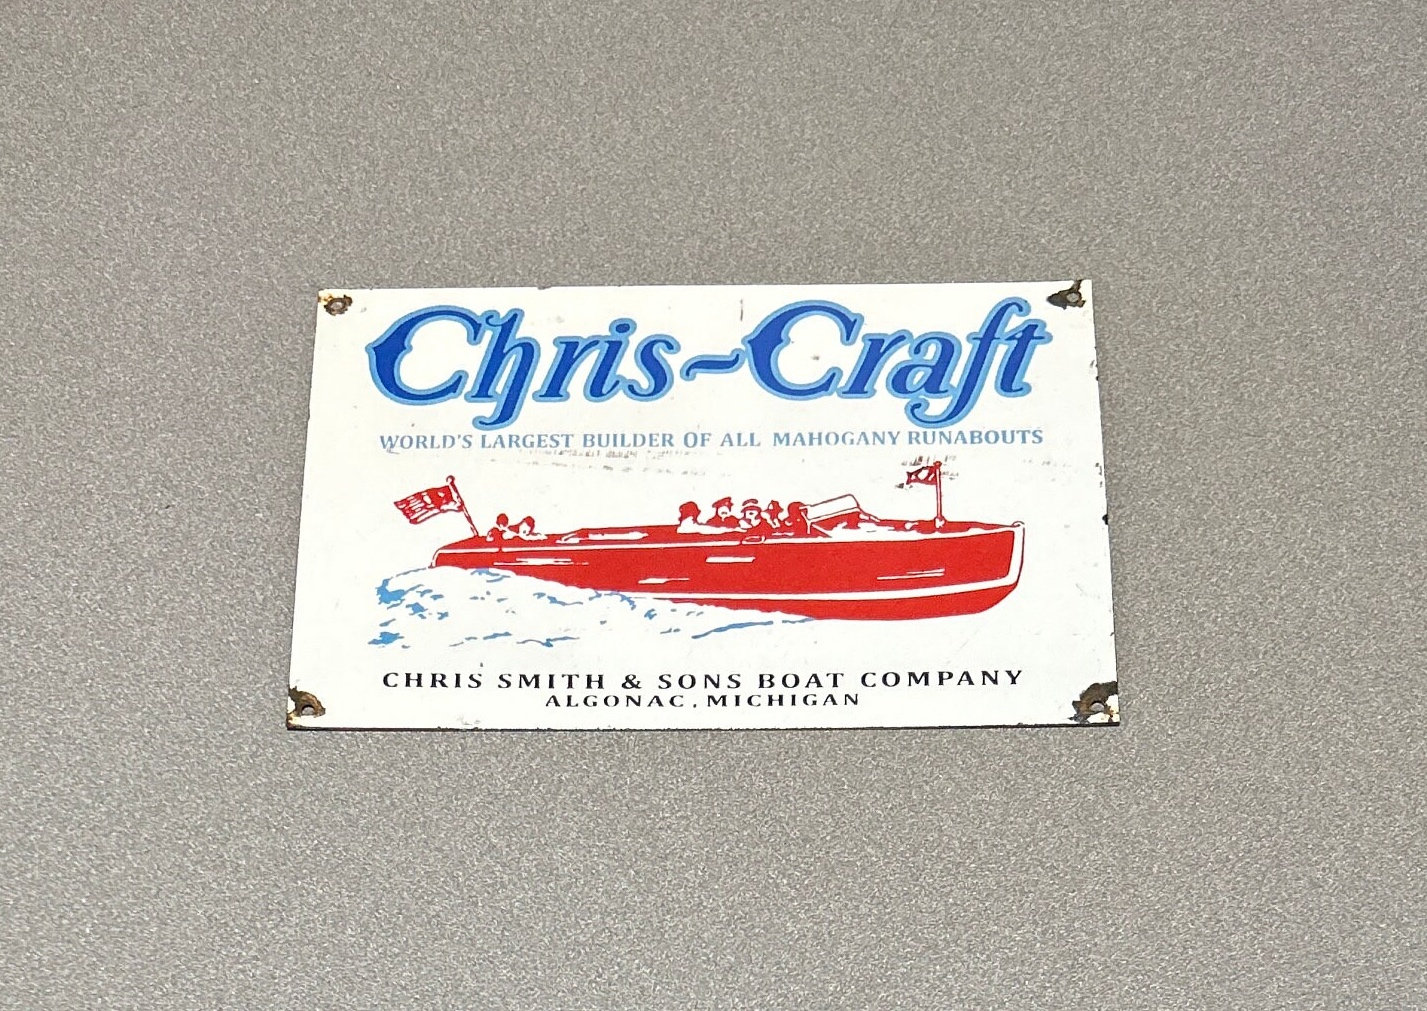 Chris~Craft
WORLD'S LARGEST BUILDER OF ALL MAHOGANY RUNABOUTS
CHRIS SMITH & SONS BOAT COMPANY
ALGONAC, MICHIGAN